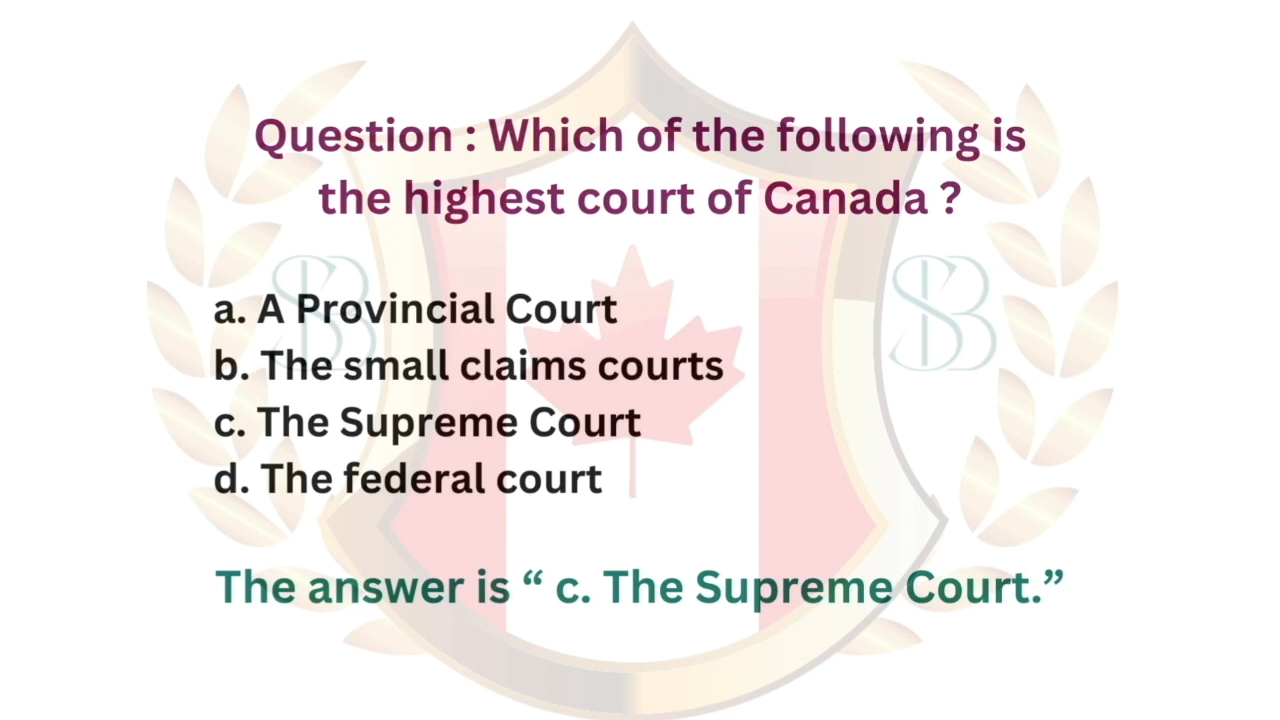 Question : Which of the following is
the highest court of Canada ?
a. A Provincial Court
b. The small claims courts
c. The Supreme Court
d. The federal court
The answer is “ c. The Supreme Court.”